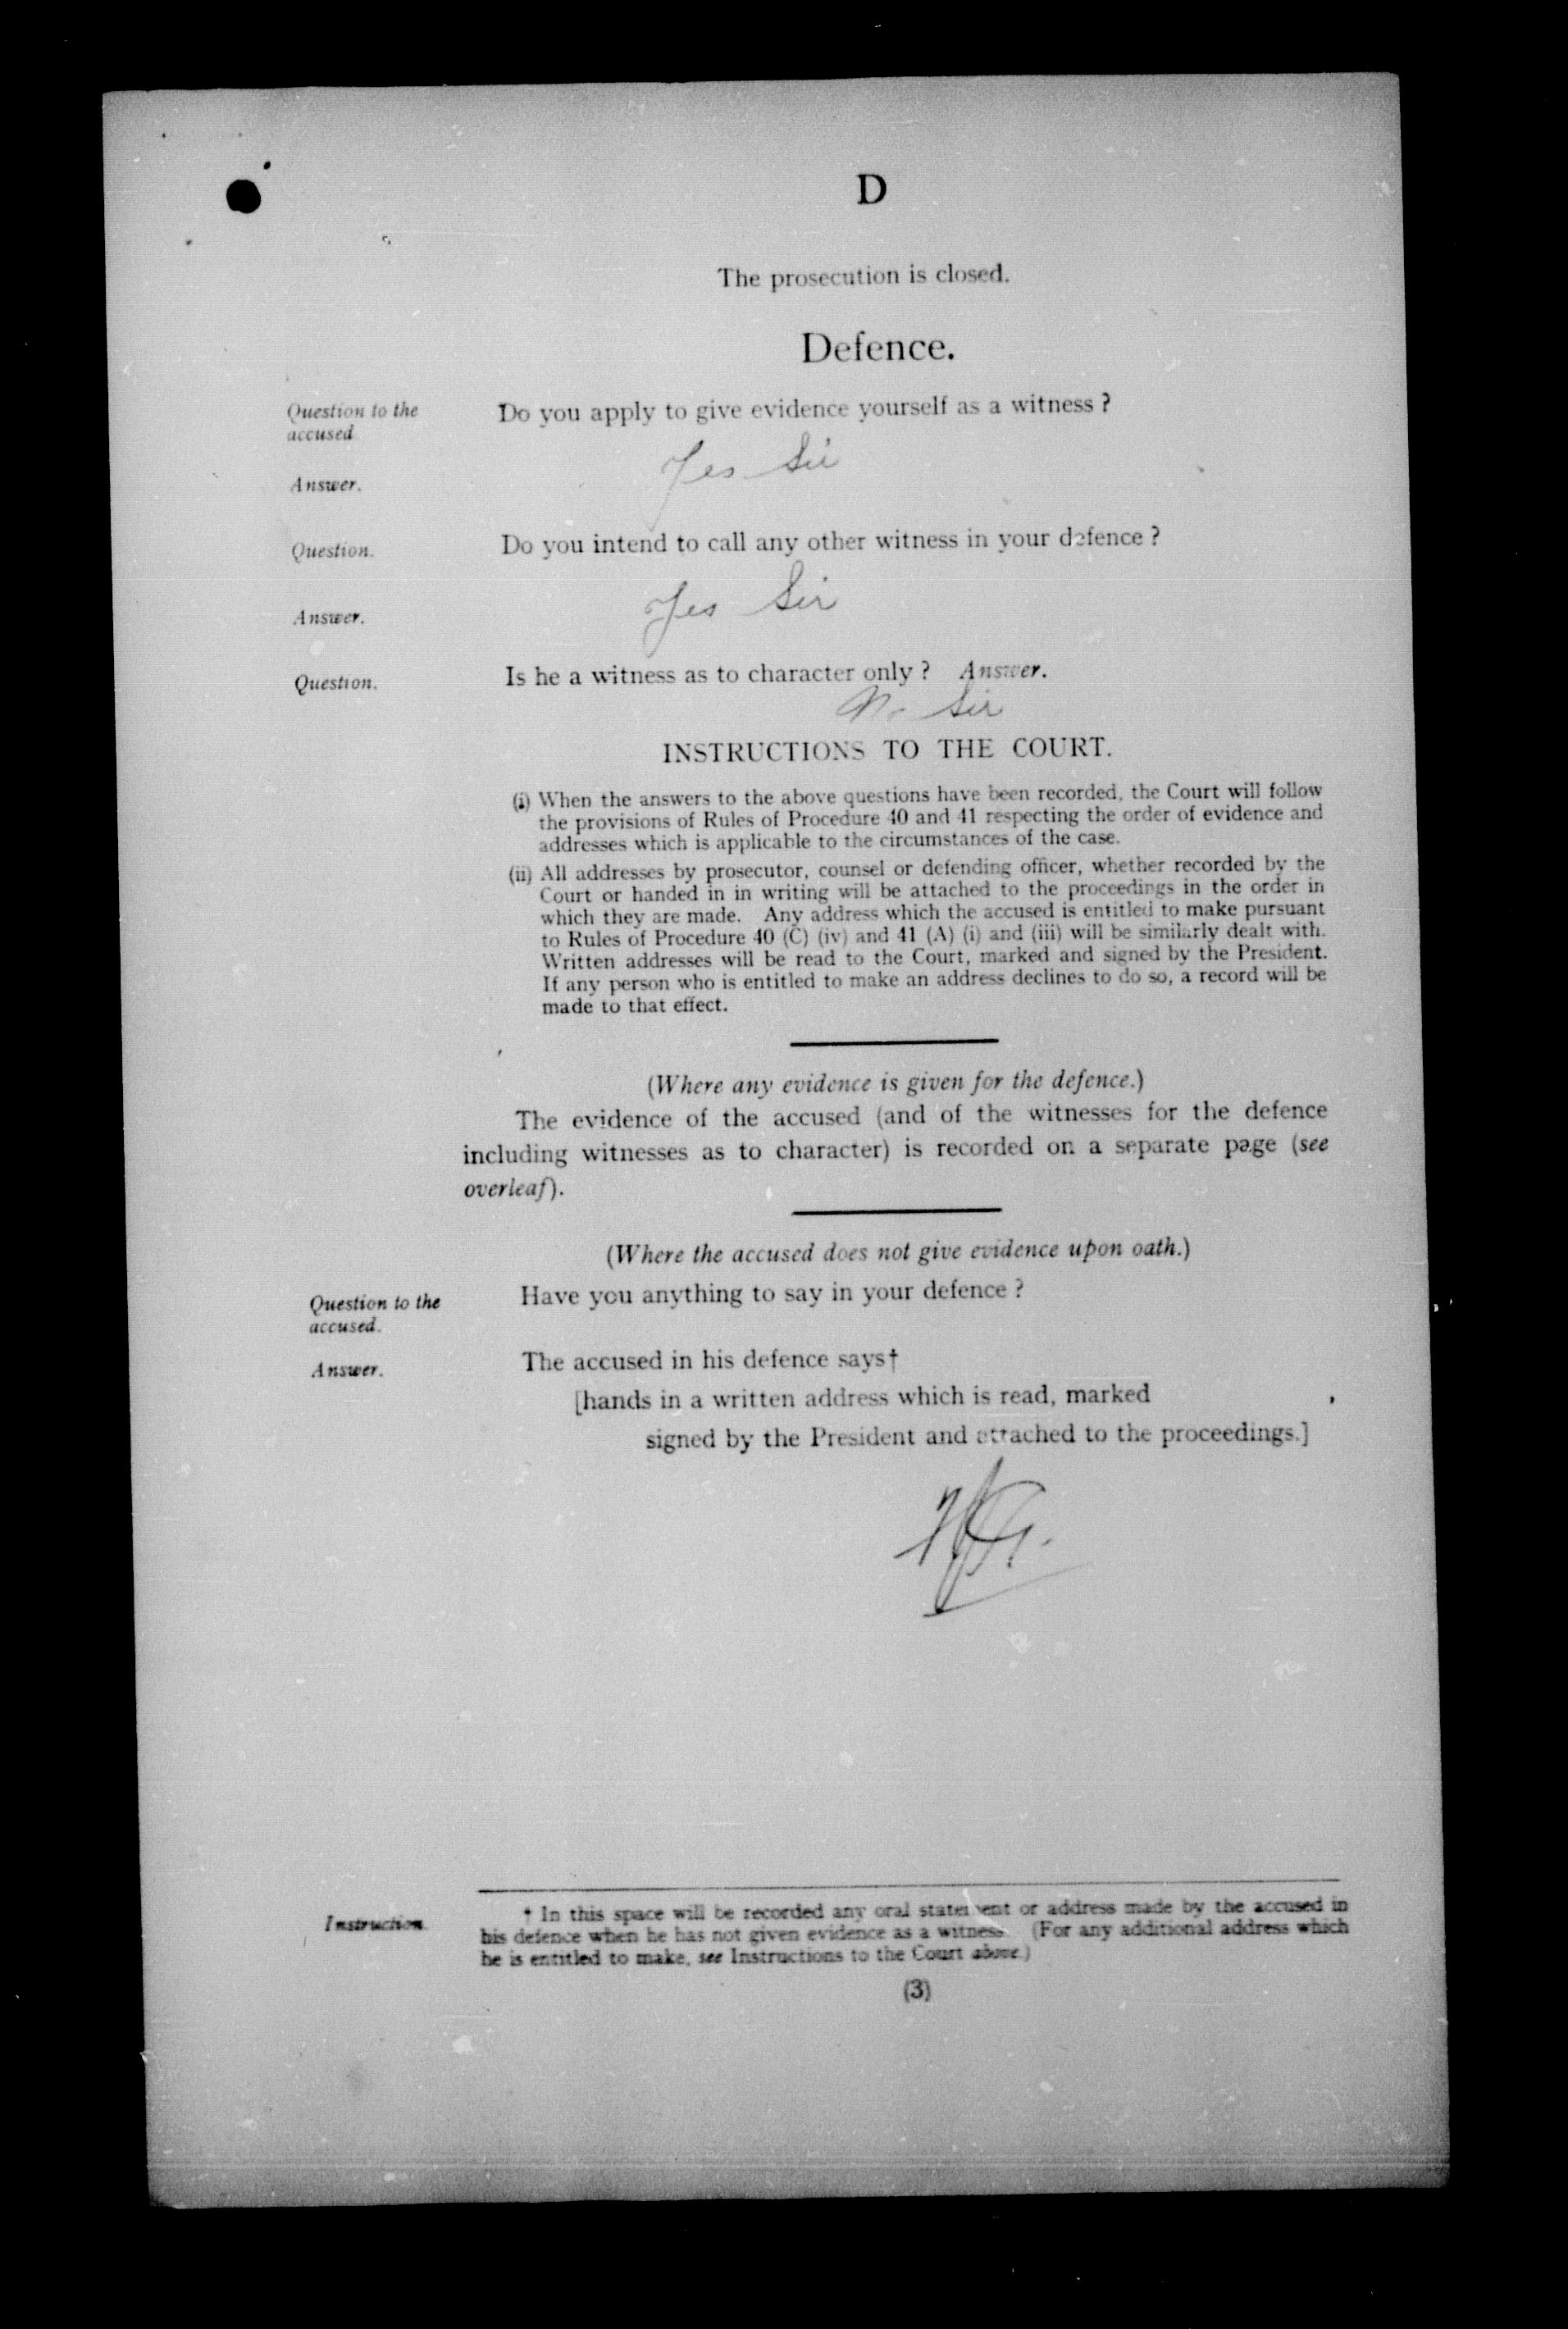 D
The prosecution is closed.
Defence.
Question to the
accused.
Do you apply to give evidence yourself as a witness ?
Answer.
Yes Sir
Question.
Do you intend to call any other witness in your defence ?
Answer.
Yes Sir
Question.
Is he a witness as to character only ? Answer.
No Sir
INSTRUCTIONS TO THE COURT.
(i) When the answers to the above questions have been recorded, the Court will follow
the provisions of Rules of Procedure 40 and 41 respecting the order of evidence and
addresses which is applicable to the circumstances of the case.
(ii) All addresses by prosecutor, counsel or defending officer, whether recorded by the
Court or handed in in writing will be attached to the proceedings in the order in
which they are made. Any address which the accused is entitled to make pursuant
to Rules of Procedure 40 (C) (iv) and 41 (A) (i) and (iii) will be similarly dealt with.
Written addresses will be read to the Court, marked and signed by the President.
If any person who is entitled to make an address declines to do so, a record will be
made to that effect.
(Where any evidence is given for the defence.)
The evidence of the accused (and of the witnesses for the defence
including witnesses as to character) is recorded on a separate page (see
overleaf).
(Where the accused does not give evidence upon oath.)
Question to the
accused.
Have you anything to say in your defence ?
Answer.
The accused in his defence says†
[hands in a written address which is read, marked ,
signed by the President and attached to the proceedings.]
Instruction.
† In this space will be recorded any oral statement or address made by the accused in
his defence when he has not given evidence as a witness. (For any additional address which
he is entitled to make, see Instructions to the Court above.)
(3)